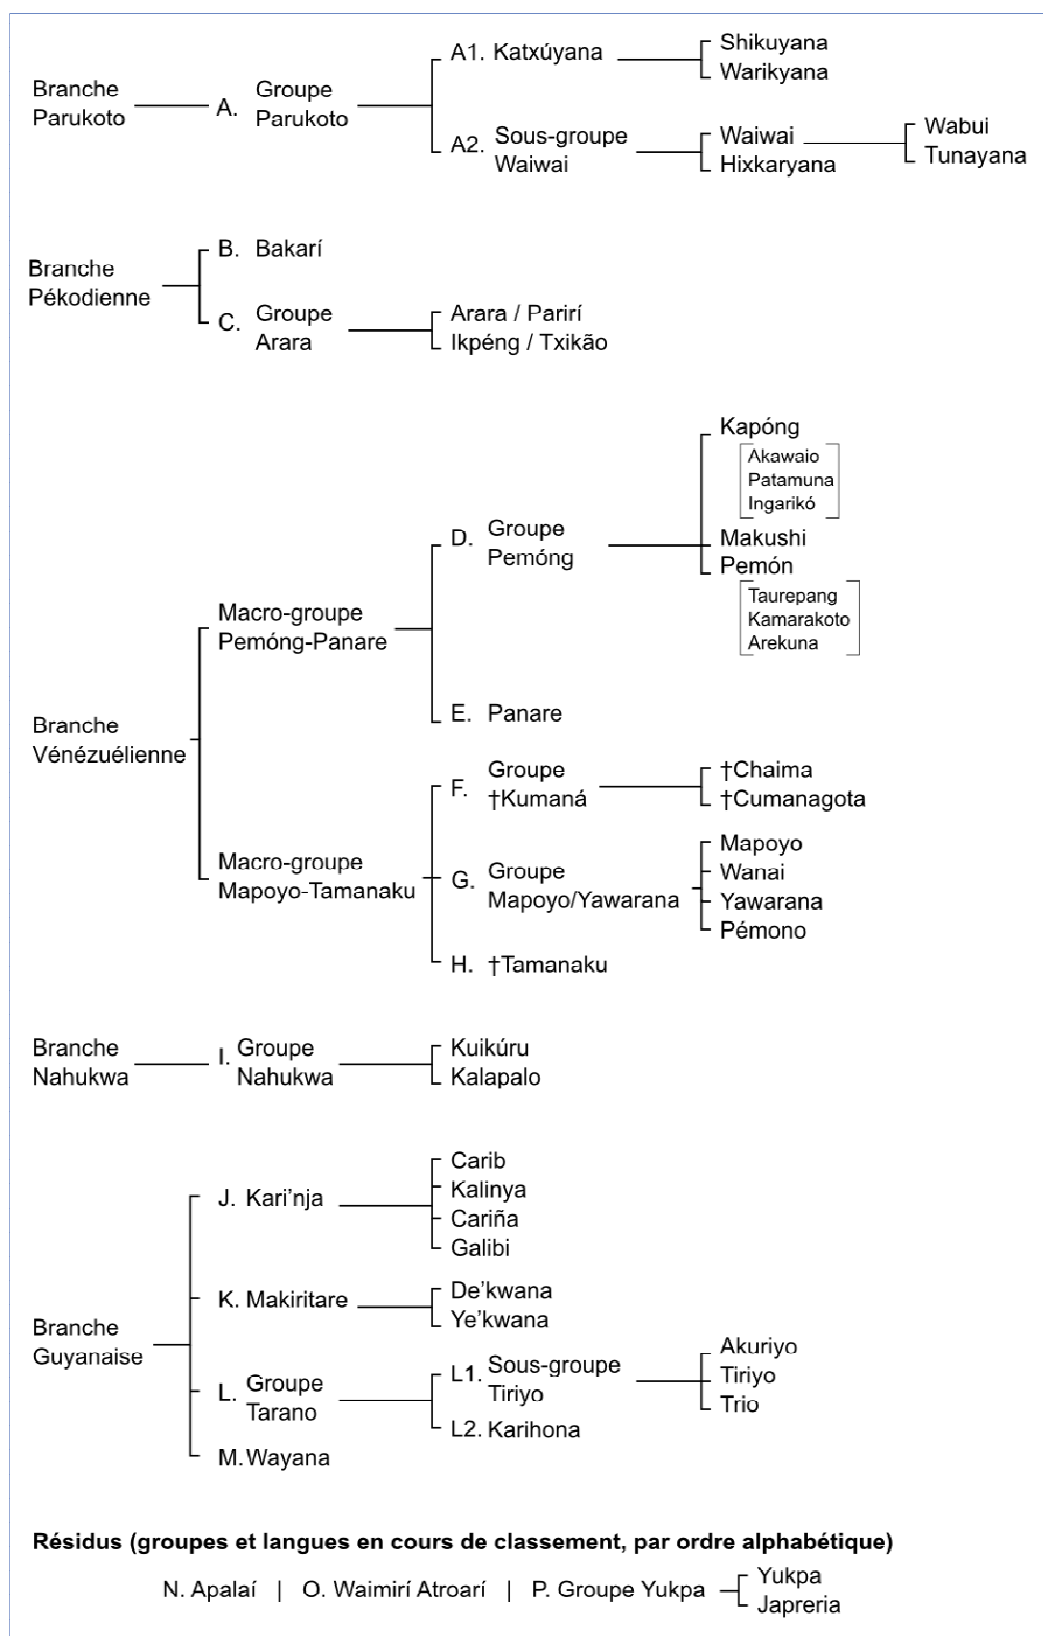 Branche
Parukoto
A. Groupe
Parukoto
A1. Katxúyana
Shikuyana
Warikyana
A2. Sous-groupe
Waiwai
Waiwai
Hixkaryana
Wabui
Tunayana
Branche
Pékodienne
B. Bakarí
C. Groupe
Arara
Arara / Parirí
Ikpéng / Txikão
Branche
Vénézuélienne
Macro-groupe
Pemóng-Panare
D. Groupe
Pemóng
Kapóng
Akawaio
Patamuna
Ingarikó
Makushi
Pemón
Taurepang
Kamarakoto
Arekuna
E. Panare
Macro-groupe
Mapoyo-Tamanaku
F. Groupe
†Kumaná
†Chaima
†Cumanagota
G. Groupe
Mapoyo/Yawarana
Mapoyo
Wanai
Yawarana
Pémono
H. †Tamanaku
Branche
Nahukwa
I. Groupe
Nahukwa
Kuikúru
Kalapalo
Branche
Guyanaise
J. Kari’nja
Carib
Kalinya
Cariña
Galibi
K. Makiritare
De’kwana
Ye’kwana
L. Groupe
Tarano
L1. Sous-groupe
Tiriyo
Akuriyo
Tiriyo
Trio
L2. Karihona
M. Wayana
Résidus (groupes et langues en cours de classement, par ordre alphabétique)
N. Apalaí | O. Waimirí Atroarí | P. Groupe Yukpa
Yukpa
Japreria